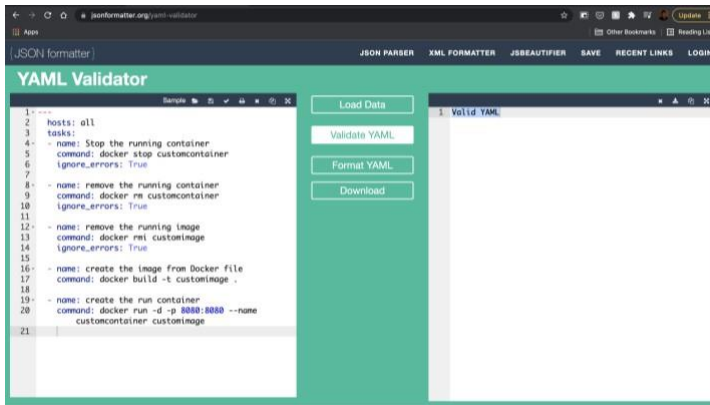 jsonformatter.org/yaml-validator
Update
Apps
Other Bookmarks
Reading Lis
{JSON formatter}
JSON PARSER XML FORMATTER JSBEAUTIFIER SAVE RECENT LINKS LOGIN
YAML Validator
Sample
1 ---
2 hosts: all
3 tasks:
4 - name: Stop the running container
5 command: docker stop customcontainer
6 ignore_errors: True
7
8 - name: remove the running container
9 command: docker rm customcontainer
10 ignore_errors: True
11
12 - name: remove the running image
13 command: docker rmi customimage
14 ignore_errors: True
15
16 - name: create the image from Docker file
17 command: docker build -t customimage .
18
19 - name: create the run container
20 command: docker run -d -p 8080:8080 --name
customcontainer customimage
21
Load Data
Validate YAML
Format YAML
Download
1 Valid YAML